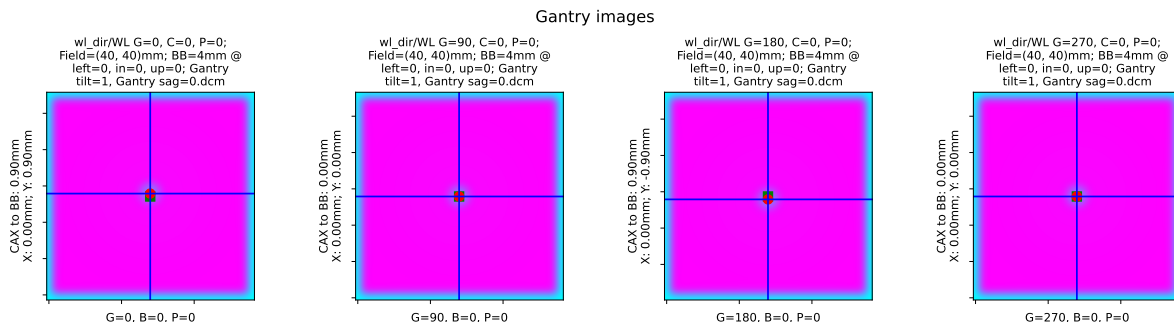 Gantry images
wl_dir/WL G=0, C=0, P=0;
Field=(40, 40)mm; BB=4mm @
left=0, in=0, up=0; Gantry
tilt=1, Gantry sag=0.dcm
CAX to BB: 0.90mm
X: 0.00mm; Y: 0.90mm
G=0, B=0, P=0
wl_dir/WL G=90, C=0, P=0;
Field=(40, 40)mm; BB=4mm @
left=0, in=0, up=0; Gantry
tilt=1, Gantry sag=0.dcm
CAX to BB: 0.00mm
X: 0.00mm; Y: 0.00mm
G=90, B=0, P=0
wl_dir/WL G=180, C=0, P=0;
Field=(40, 40)mm; BB=4mm @
left=0, in=0, up=0; Gantry
tilt=1, Gantry sag=0.dcm
CAX to BB: 0.90mm
X: 0.00mm; Y: -0.90mm
G=180, B=0, P=0
wl_dir/WL G=270, C=0, P=0;
Field=(40, 40)mm; BB=4mm @
left=0, in=0, up=0; Gantry
tilt=1, Gantry sag=0.dcm
CAX to BB: 0.00mm
X: 0.00mm; Y: 0.00mm
G=270, B=0, P=0